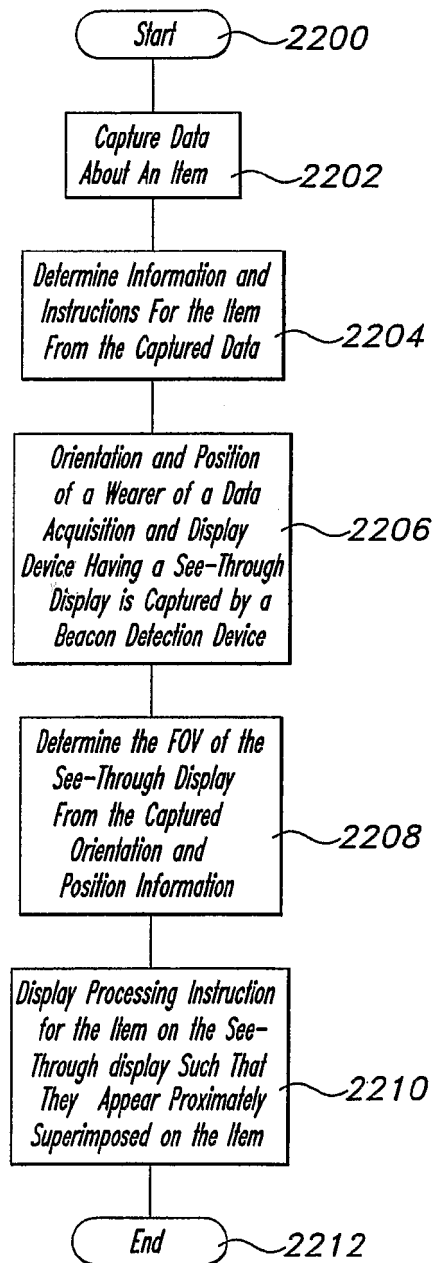 Start
2200
Capture Data
About An Item
2202
Determine Information and
Instructions For the Item
From the Captured Data
2204
Orientation and Position
of a Wearer of a Data
Acquisition and Display
Device Having a See-Through
Display is Captured by a
Beacon Detection Device
2206
Determine the FOV of the
See-Through Display
From the Captured
Orientation and
Position Information
2208
Display Processing Instruction
for the Item on the See-
Through display Such That
They Appear Proximately
Superimposed on the Item
2210
End
2212